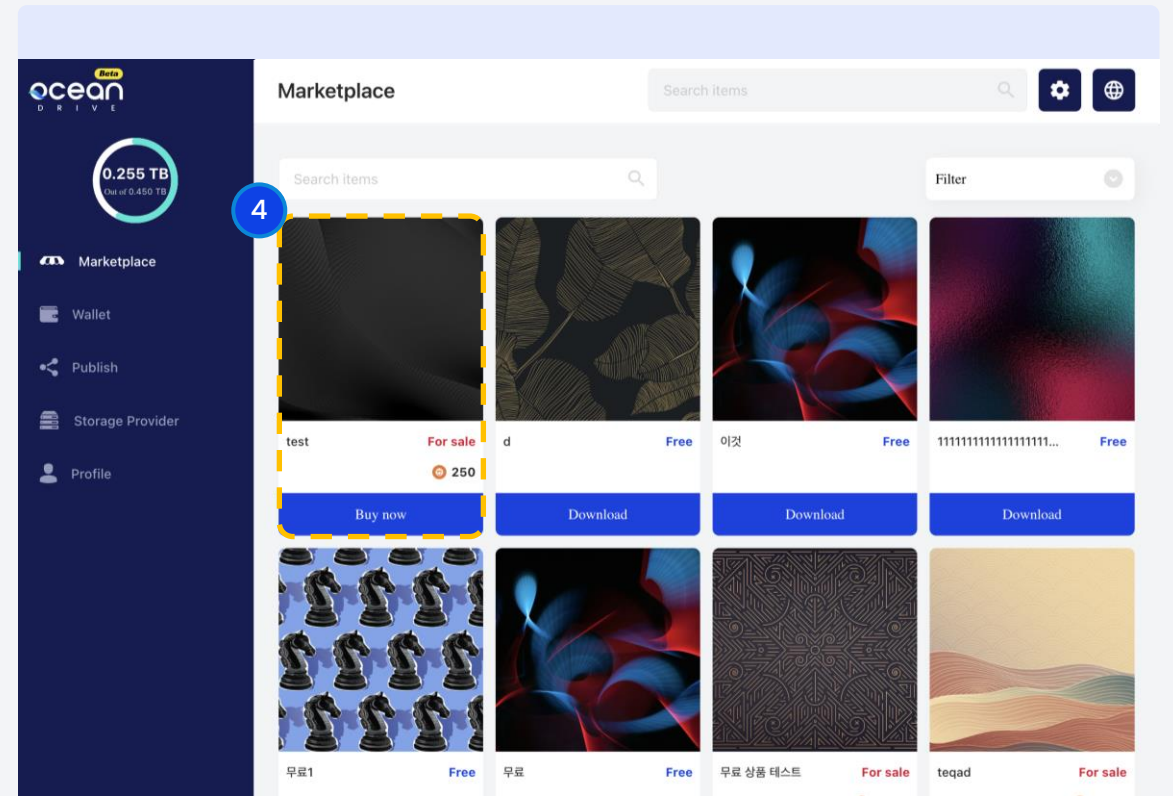 Beta
ocean
DRIVE
Marketplace
Search items
0.255 TB
Out of 0.450 TB
Search items
Filter
4
Marketplace
Wallet
Publish
Storage Provider
Profile
test For sale
250
Buy now
d Free
Download
이것 Free
Download
1111111111111111111... Free
Download
무료1 Free
무료 Free
무료 상품 테스트 For sale
teqad For sale